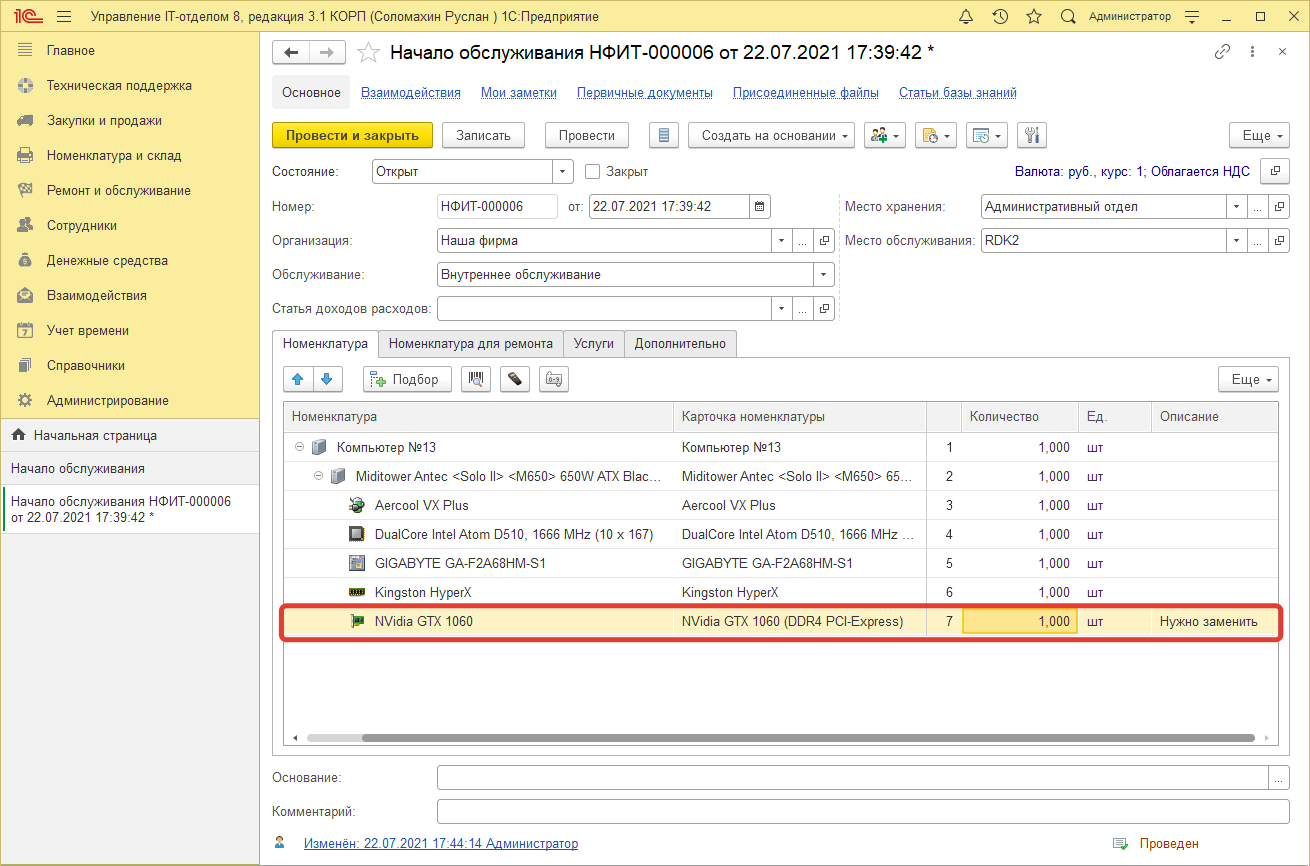 1С Управление IT-отделом 8, редакция 3.1 КОРП (Соломахин Руслан ) 1С:Предприятие Администратор
Главное
Техническая поддержка
Закупки и продажи
Номенклатура и склад
Ремонт и обслуживание
Сотрудники
Денежные средства
Взаимодействия
Учет времени
Справочники
Администрирование
Начальная страница
Начало обслуживания
Начало обслуживания НФИТ-000006
от 22.07.2021 17:39:42 *
Начало обслуживания НФИТ-000006 от 22.07.2021 17:39:42 *
Основное Взаимодействия Мои заметки Первичные документы Присоединенные файлы Статьи базы знаний
Провести и закрыть Записать Провести Создать на основании Еще
Состояние: Открыт Закрыт Валюта: руб., курс: 1; Облагается НДС
Номер: НФИТ-000006 от: 22.07.2021 17:39:42 Место хранения: Административный отдел ...
Организация: Наша фирма ... Место обслуживания: RDK2 ...
Обслуживание: Внутреннее обслуживание
Статья доходов расходов: ...
Номенклатура Номенклатура для ремонта Услуги Дополнительно
Подбор Еще
Номенклатура Карточка номенклатуры Количество Ед. Описание
Компьютер №13 Компьютер №13 1 1,000 шт
Miditower Antec <Solo II> <M650> 650W ATX Blac... Miditower Antec <Solo II> <M650> 65... 2 1,000 шт
Aercool VX Plus Aercool VX Plus 3 1,000 шт
DualCore Intel Atom D510, 1666 MHz (10 x 167) DualCore Intel Atom D510, 1666 MHz ... 4 1,000 шт
GIGABYTE GA-F2A68HM-S1 GIGABYTE GA-F2A68HM-S1 5 1,000 шт
Kingston HyperX Kingston HyperX 6 1,000 шт
NVidia GTX 1060 NVidia GTX 1060 (DDR4 PCI-Express) 7 1,000 шт Нужно заменить
Основание: ...
Комментарий:
Изменён: 22.07.2021 17:44:14 Администратор Проведен